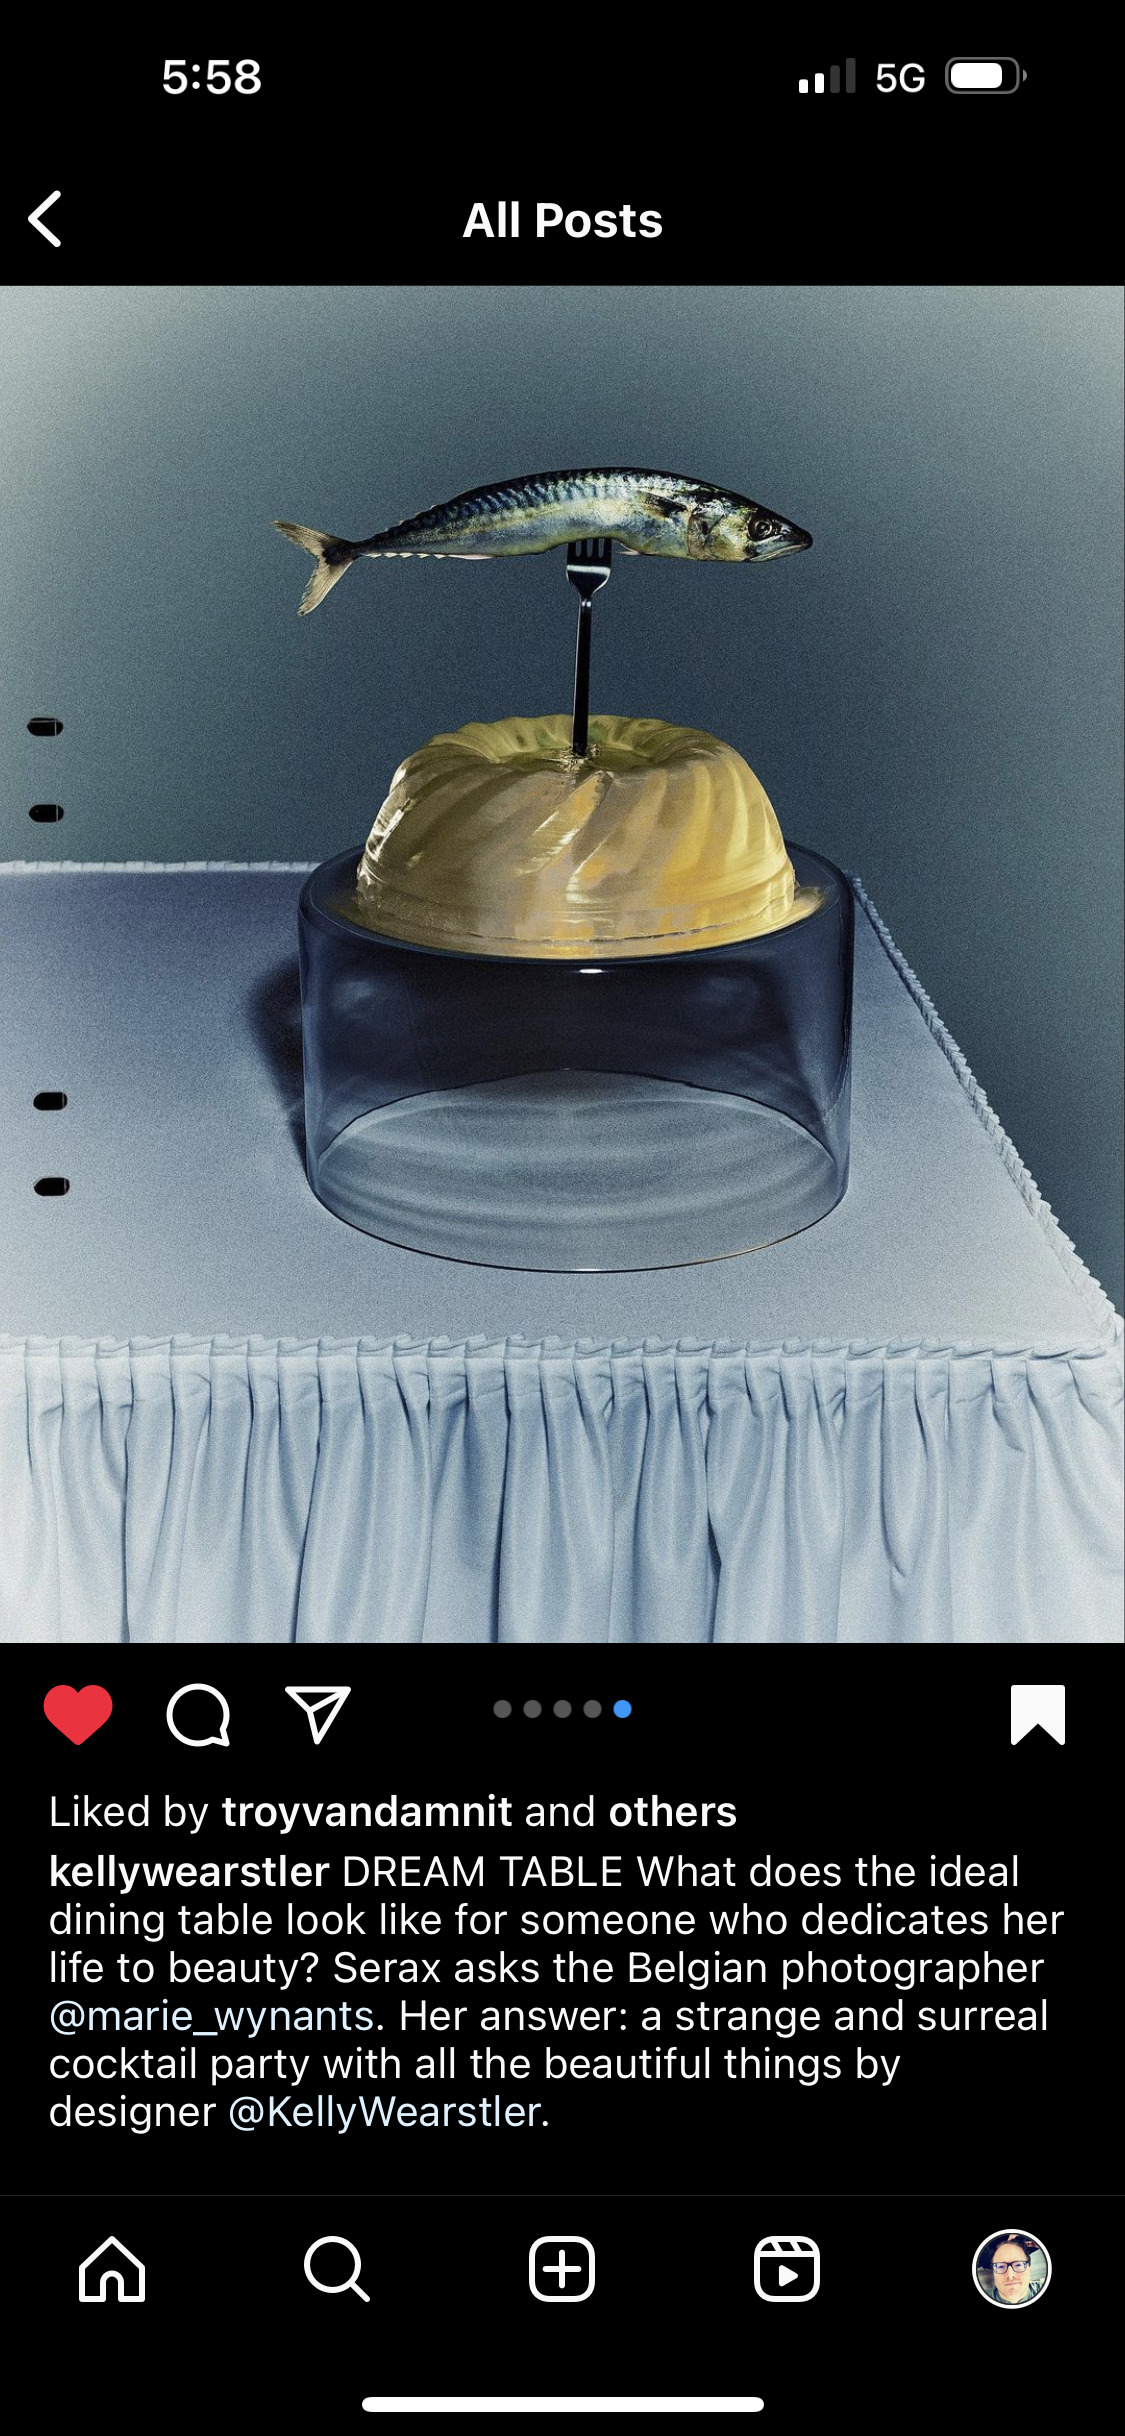 5:58
5G
All Posts
Liked by troyvandamnit and others
kellywearstler DREAM TABLE What does the ideal
dining table look like for someone who dedicates her
life to beauty? Serax asks the Belgian photographer
@marie_wynants. Her answer: a strange and surreal
cocktail party with all the beautiful things by
designer @KellyWearstler.